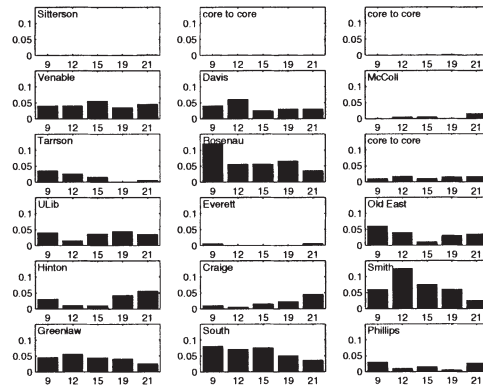 Sitterson core to core core to core
0.1 0.1 0.1
0.05 0.05 0.05
0 0 0
9 12 15 19 21 9 12 15 19 21 9 12 15 19 21
Venable Davis McColl
0.1 0.1 0.1
0.05 0.05 0.05
0 0 0
9 12 15 19 21 9 12 15 19 21 9 12 15 19 21
Tarrson Rosenau core to core
0.1 0.1 0.1
0.05 0.05 0.05
0 0 0
9 12 15 19 21 9 12 15 19 21 9 12 15 19 21
ULib Everett Old East
0.1 0.1 0.1
0.05 0.05 0.05
0 0 0
9 12 15 19 21 9 12 15 19 21 9 12 15 19 21
Hinton Craige Smith
0.1 0.1 0.1
0.05 0.05 0.05
0 0 0
9 12 15 19 21 9 12 15 19 21 9 12 15 19 21
Greenlaw South Phillips
0.1 0.1 0.1
0.05 0.05 0.05
0 0 0
9 12 15 19 21 9 12 15 19 21 9 12 15 19 21